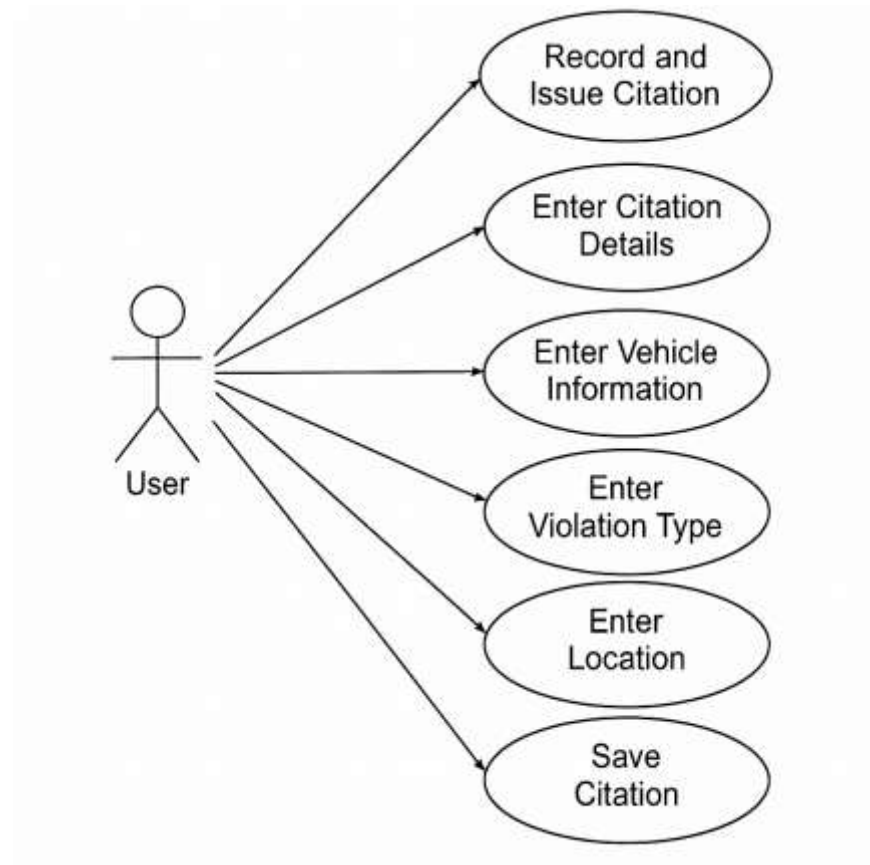 Record and
Issue Citation
Enter Citation
Details
Enter Vehicle
Information
User
Enter
Violation Type
Enter
Location
Save
Citation